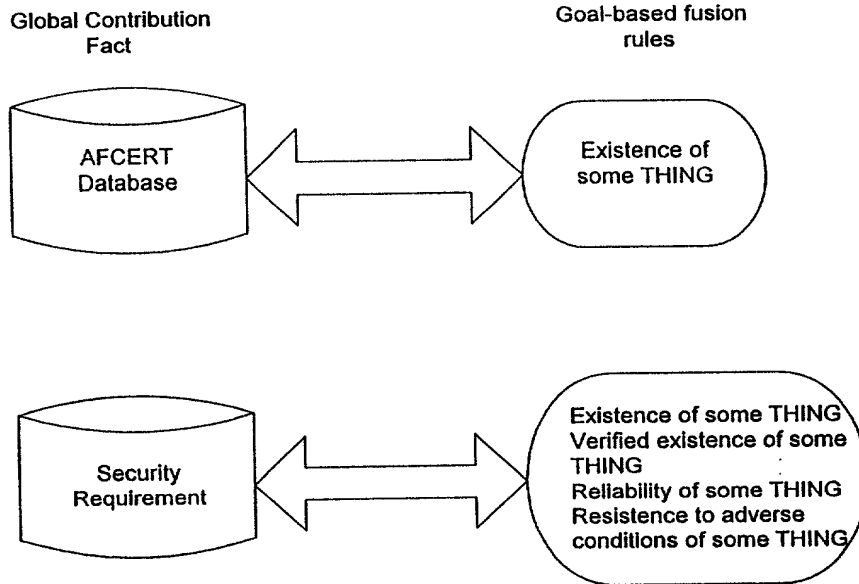 Global Contribution
Fact
Goal-based fusion
rules
AFCERT
Database
Existence of
some THING
Security
Requirement
Existence of some THING
Verified existence of some
THING
Reliability of some THING
Resistence to adverse
conditions of some THING